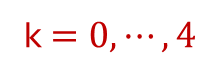 k = 0, ⋯, 4